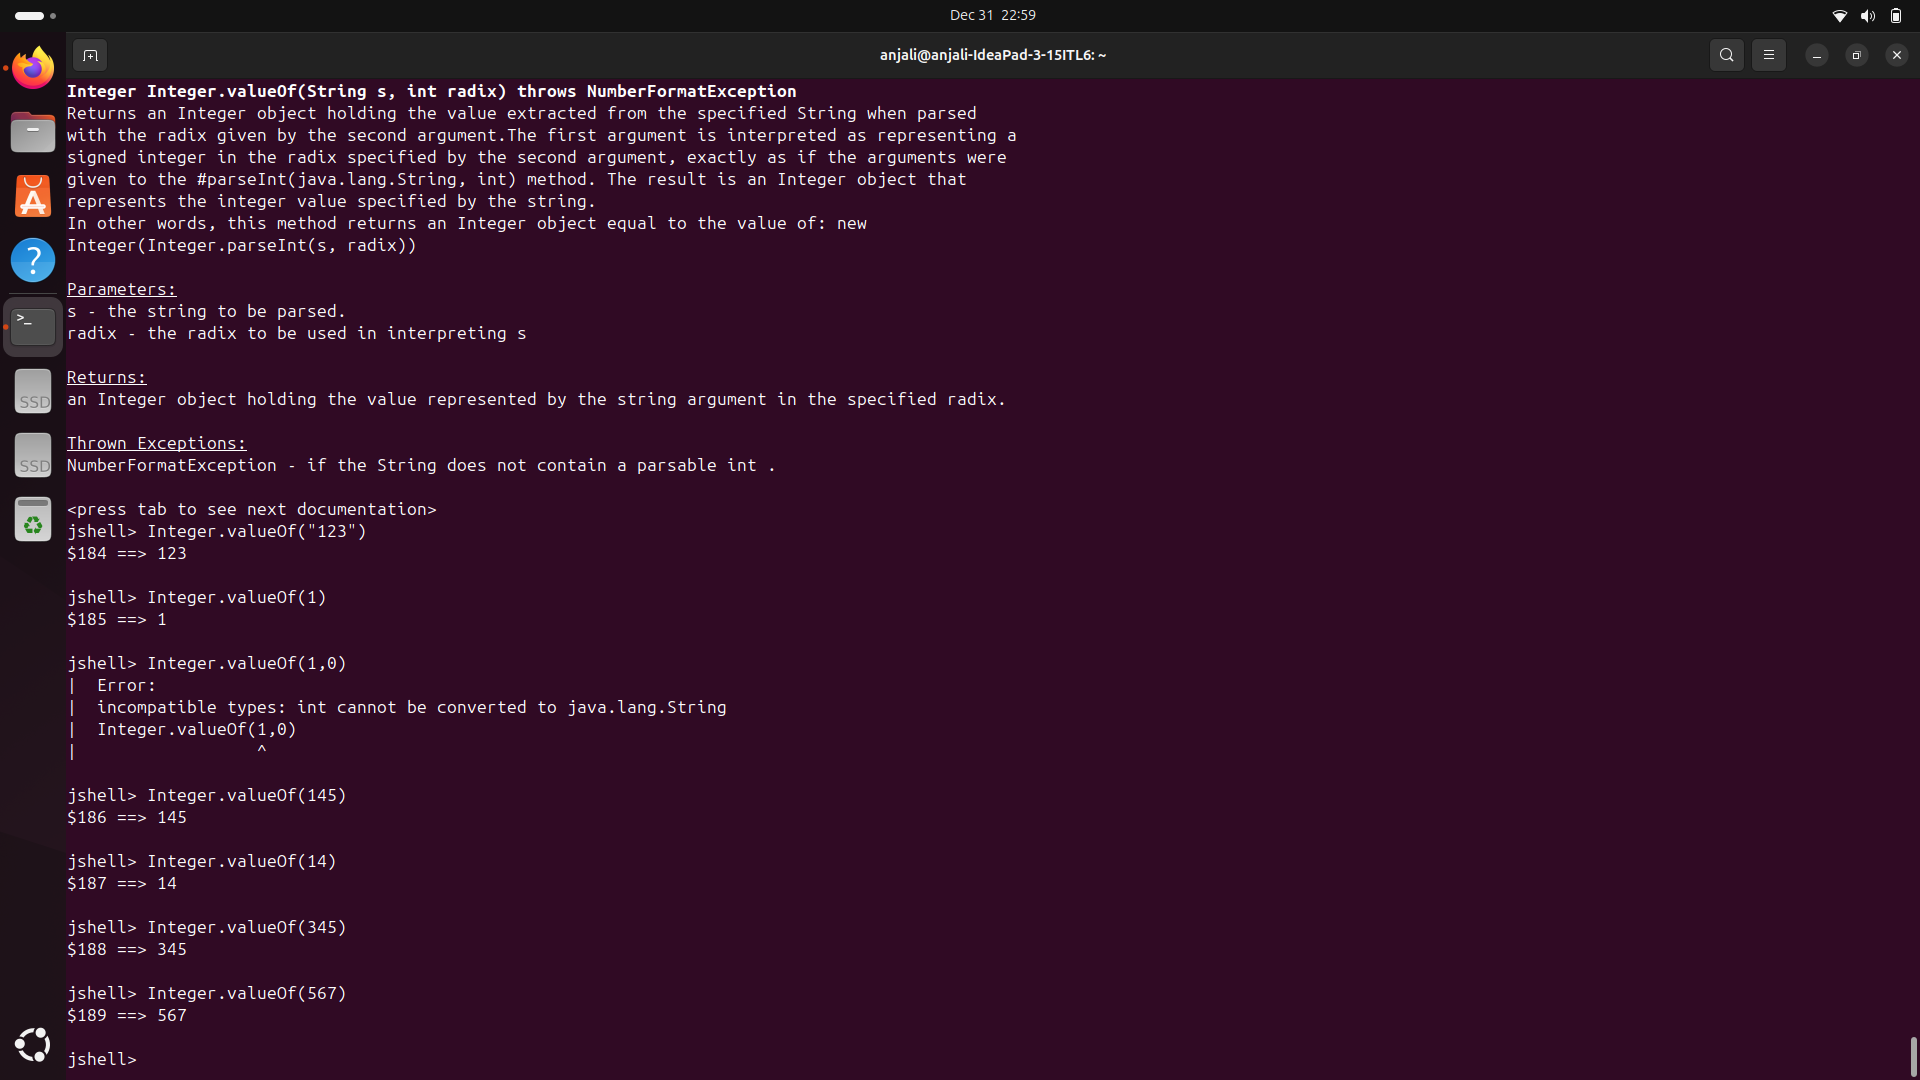 Dec 31 22:59
anjali@anjali-IdeaPad-3-15ITL6: ~
Integer Integer.valueOf(String s, int radix) throws NumberFormatException
Returns an Integer object holding the value extracted from the specified String when parsed
with the radix given by the second argument.The first argument is interpreted as representing a
signed integer in the radix specified by the second argument, exactly as if the arguments were
given to the #parseInt(java.lang.String, int) method. The result is an Integer object that
represents the integer value specified by the string.
In other words, this method returns an Integer object equal to the value of: new
Integer(Integer.parseInt(s, radix))
Parameters:
s - the string to be parsed.
radix - the radix to be used in interpreting s
Returns:
an Integer object holding the value represented by the string argument in the specified radix.
Thrown Exceptions:
NumberFormatException - if the String does not contain a parsable int .
<press tab to see next documentation>
jshell> Integer.valueOf("123")
$184 ==> 123
jshell> Integer.valueOf(1)
$185 ==> 1
jshell> Integer.valueOf(1,0)
|  Error:
|  incompatible types: int cannot be converted to java.lang.String
|  Integer.valueOf(1,0)
|                  ^
jshell> Integer.valueOf(145)
$186 ==> 145
jshell> Integer.valueOf(14)
$187 ==> 14
jshell> Integer.valueOf(345)
$188 ==> 345
jshell> Integer.valueOf(567)
$189 ==> 567
jshell>
?
>_
SSD
SSD